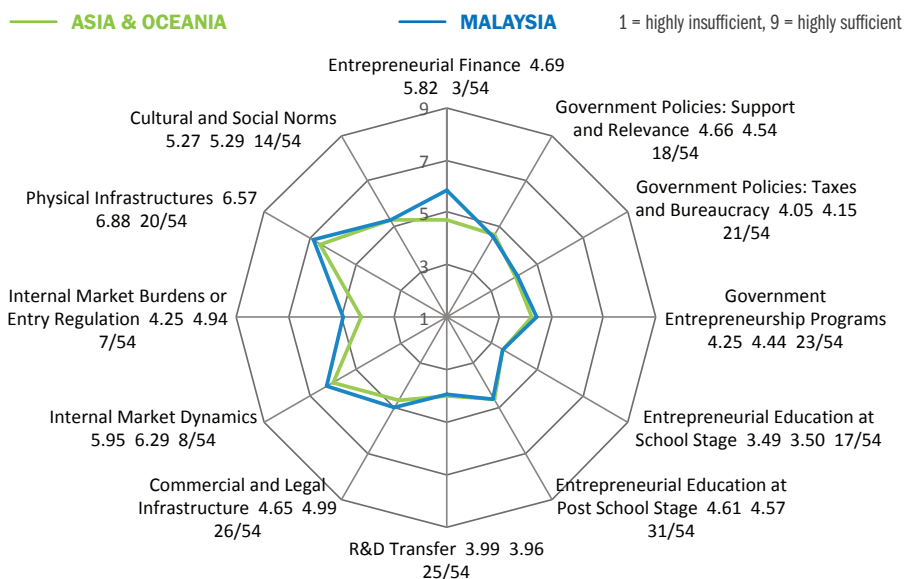 ASIA & OCEANIA
MALAYSIA
1 = highly insufficient, 9 = highly sufficient
Entrepreneurial Finance 4.69
5.82 3/54
Government Policies: Support
and Relevance 4.66 4.54
18/54
Government Policies: Taxes
and Bureaucracy 4.05 4.15
21/54
Government
Entrepreneurship Programs
4.25 4.44 23/54
Entrepreneurial Education at
School Stage 3.49 3.50 17/54
Entrepreneurial Education at
Post School Stage 4.61 4.57
31/54
R&D Transfer 3.99 3.96
25/54
Commercial and Legal
Infrastructure 4.65 4.99
26/54
Internal Market Dynamics
5.95 6.29 8/54
Internal Market Burdens or
Entry Regulation 4.25 4.94
7/54
Physical Infrastructures 6.57
6.88 20/54
Cultural and Social Norms
5.27 5.29 14/54
9
7
5
3
1